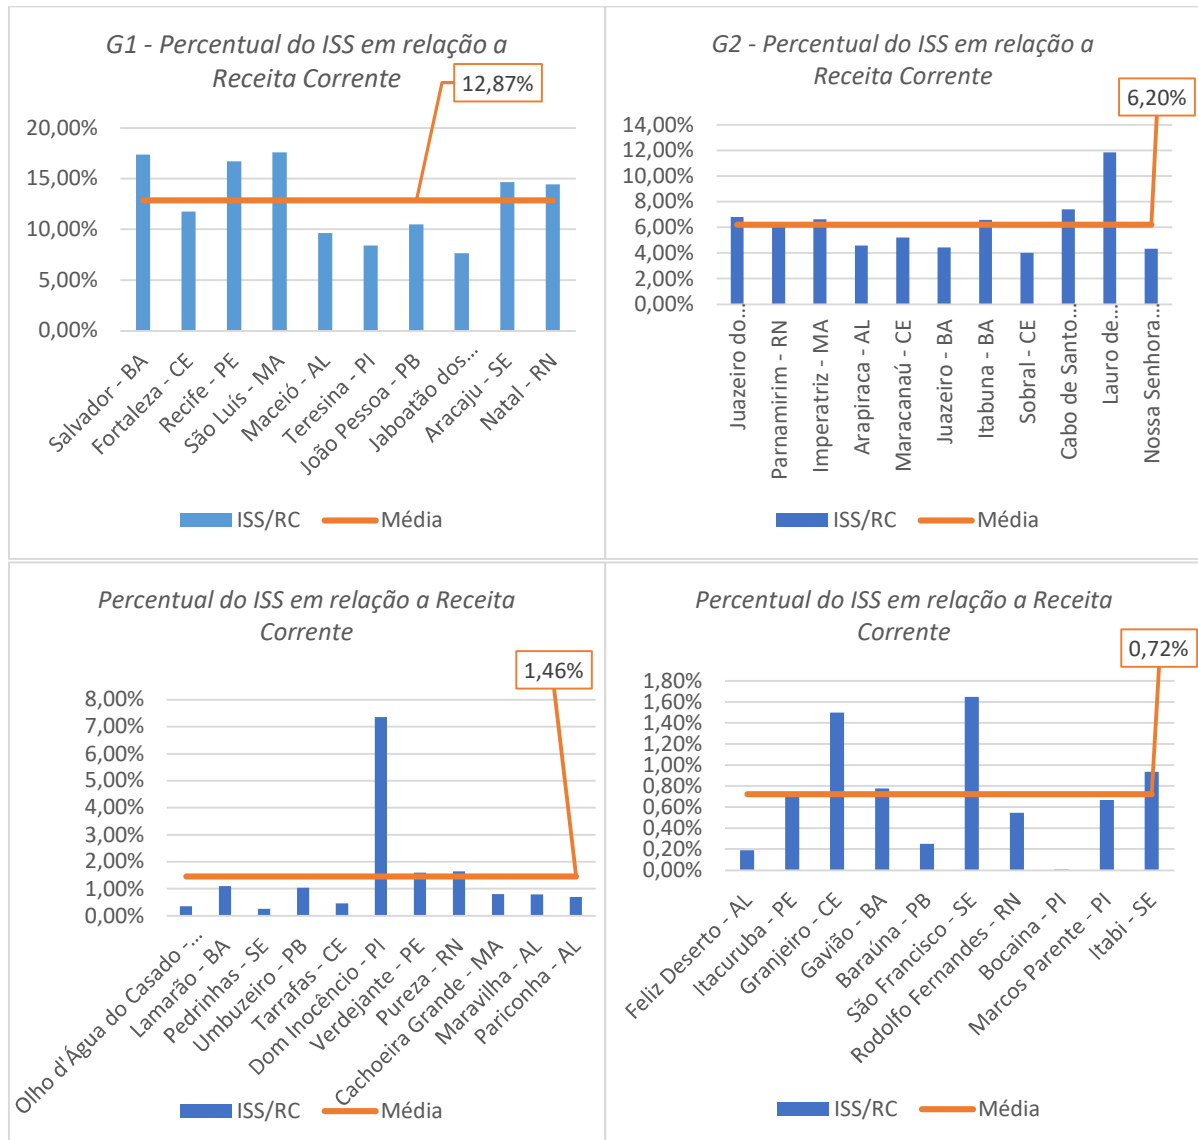 G1 - Percentual do ISS em relação a
Receita Corrente
12,87%
20,00%
15,00%
10,00%
5,00%
0,00%
Salvador - BA
Fortaleza - CE
Recife - PE
São Luís - MA
Maceió - AL
Teresina - PI
João Pessoa - PB
Jaboatão dos...
Aracaju - SE
Natal - RN
ISS/RC
Média
G2 - Percentual do ISS em relação a
Receita Corrente
6,20%
14,00%
12,00%
10,00%
8,00%
6,00%
4,00%
2,00%
0,00%
Juazeiro do...
Parnamirim - RN
Imperatriz - MA
Arapiraca - AL
Maracanaú - CE
Juazeiro - BA
Itabuna - BA
Sobral - CE
Cabo de Santo...
Lauro de...
Nossa Senhora...
ISS/RC
Média
Percentual do ISS em relação a Receita
Corrente
1,46%
8,00%
7,00%
6,00%
5,00%
4,00%
3,00%
2,00%
1,00%
0,00%
Olho d'Água do Casado -...
Lamarão - BA
Pedrinhas - SE
Umbuzeiro - PB
Tarrafas - CE
Dom Inocêncio - PI
Verdejante - PE
Pureza - RN
Cachoeira Grande - MA
Maravilha - AL
Pariconha - AL
ISS/RC
Média
Percentual do ISS em relação a Receita
Corrente
0,72%
1,80%
1,60%
1,40%
1,20%
1,00%
0,80%
0,60%
0,40%
0,20%
0,00%
Feliz Deserto - AL
Itacuruba - PE
Granjeiro - CE
Gavião - BA
Baraúna - PB
São Francisco - SE
Rodolfo Fernandes - RN
Bocaina - PI
Marcos Parente - PI
Itabi - SE
ISS/RC
Média